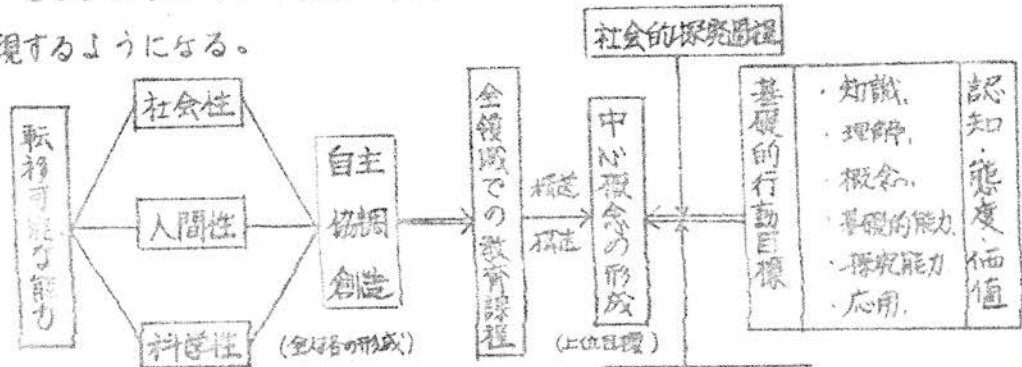 現するようになる。
社会的探究過程
転移可能な能力
社会性
人間性
科学性
自主
協調
創造
(全人格の形成)
全領域での教育課程
構造
構造
中心概念の形成
(上位目標)
基礎的行動目標
・知識、
・理解、
・概念、
・基礎的能力、
・探究能力
・応用、
認知・態度・価値